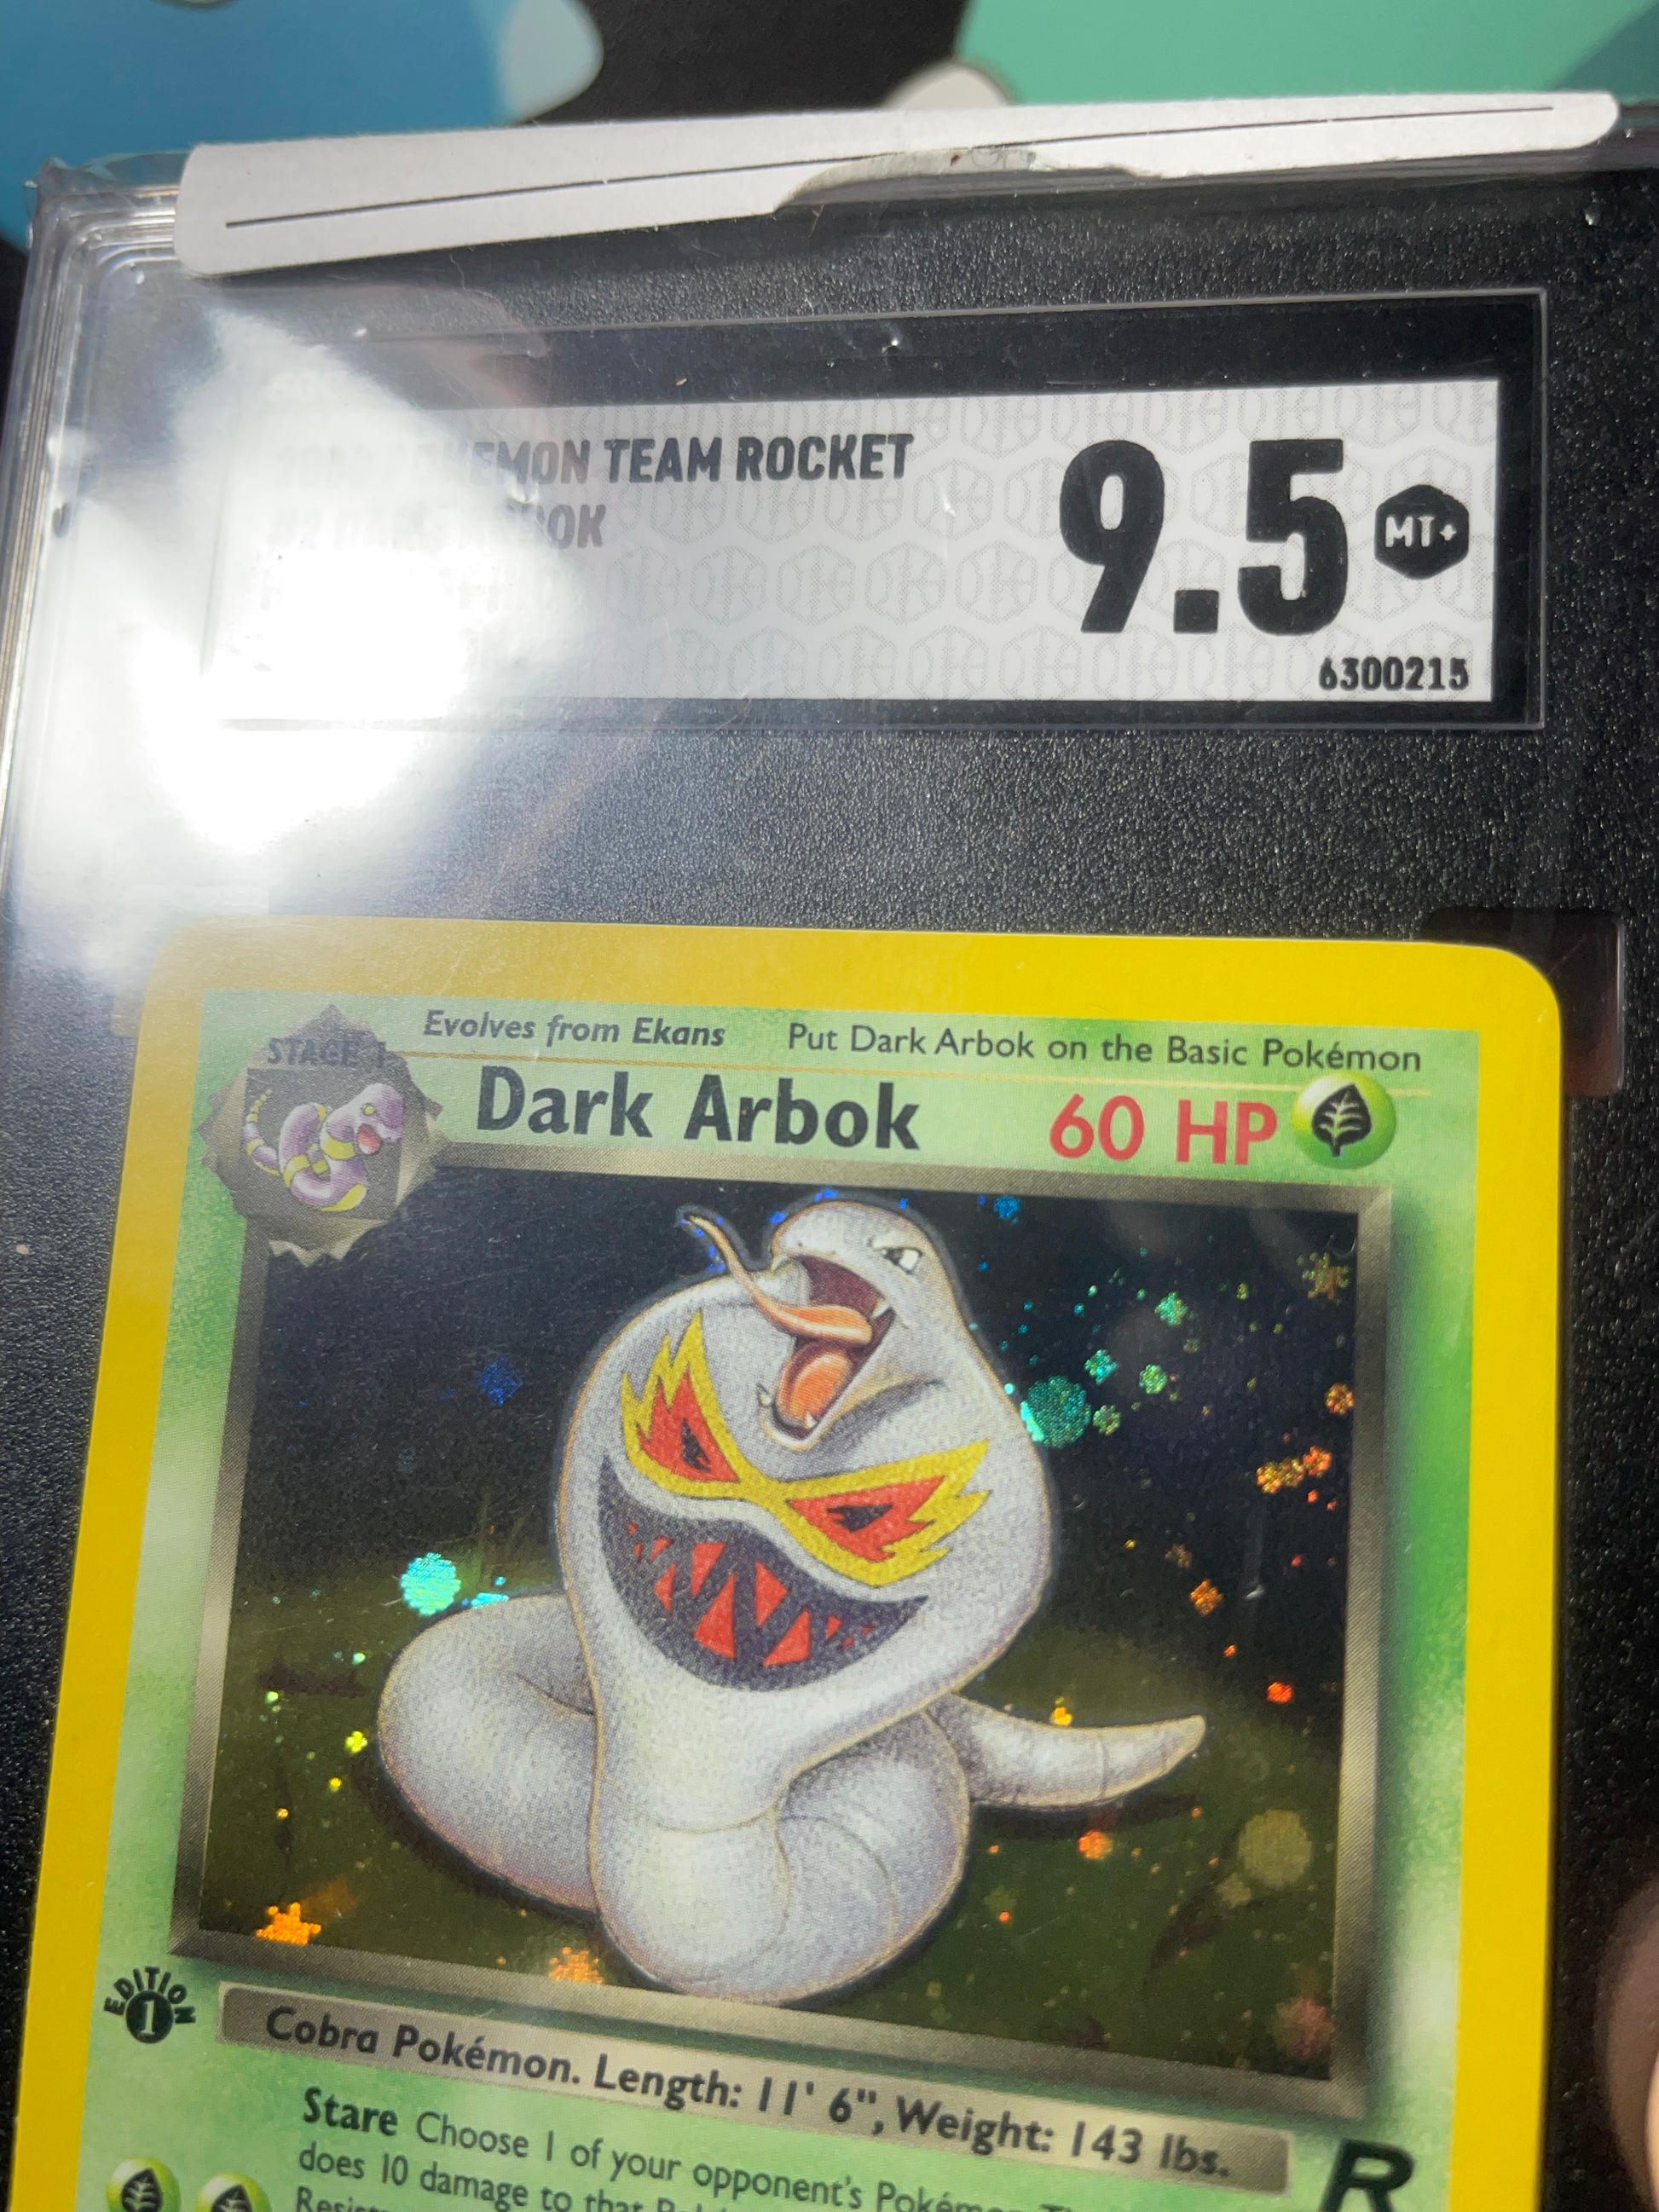 TEAM ROCKET
9.5
MT+
6300215
STAGE 1
Evolves from Ekans Put Dark Arbok on the Basic Pokémon
Dark Arbok 60 HP
EDITION
1
Cobra Pokémon. Length: 11' 6", Weight: 143 lbs.
Stare Choose 1 of your opponent's Pokémon.
does 10 damage to that
R